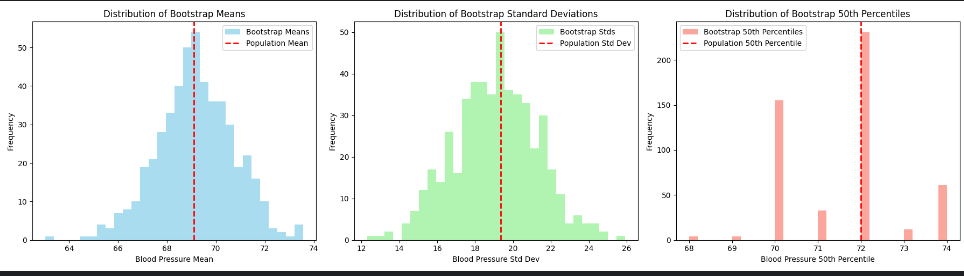 Distribution of Bootstrap Means
Bootstrap Means
Population Mean
Frequency
50
40
30
20
10
0
64 66 68 70 72 74
Blood Pressure Mean
Distribution of Bootstrap Standard Deviations
Bootstrap Stds
Population Std Dev
Frequency
50
40
30
20
10
0
12 14 16 18 20 22 24 26
Blood Pressure Std Dev
Distribution of Bootstrap 50th Percentiles
Bootstrap 50th Percentiles
Population 50th Percentile
Frequency
200
150
100
50
0
68 69 70 71 72 73 74
Blood Pressure 50th Percentile